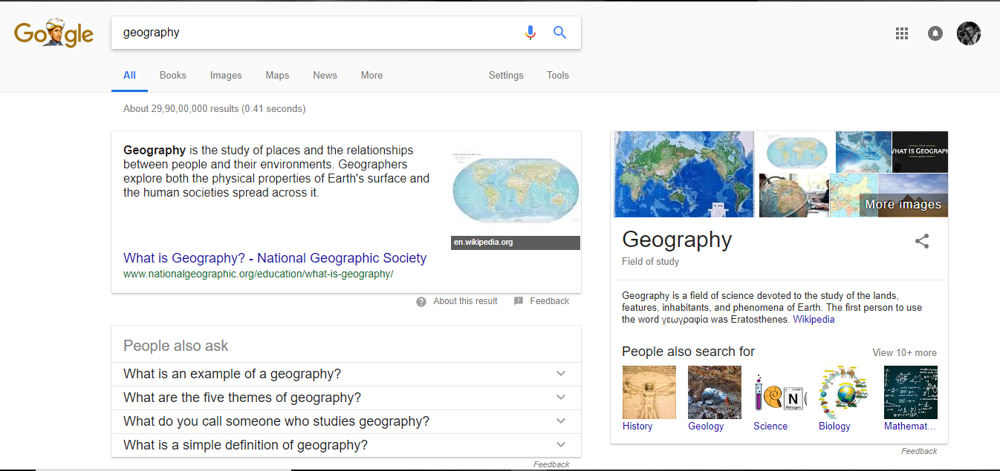 Google
geography
All Books Images Maps News More Settings Tools
About 29,90,00,000 results (0.41 seconds)
Geography is the study of places and the relationships
between people and their environments. Geographers
explore both the physical properties of Earth's surface and
the human societies spread across it.
en.wikipedia.org
What is Geography? - National Geographic Society
www.nationalgeographic.org/education/what-is-geography/
About this result Feedback
People also ask
What is an example of a geography?
What are the five themes of geography?
What do you call someone who studies geography?
What is a simple definition of geography?
Feedback
More images
Geography
Field of study
Geography is a field of science devoted to the study of the lands,
features, inhabitants, and phenomena of Earth. The first person to use
the word γεωγραφία was Eratosthenes. Wikipedia
People also search for View 10+ more
N
Nitrogen
History Geology Science Biology Mathemat...
Feedback